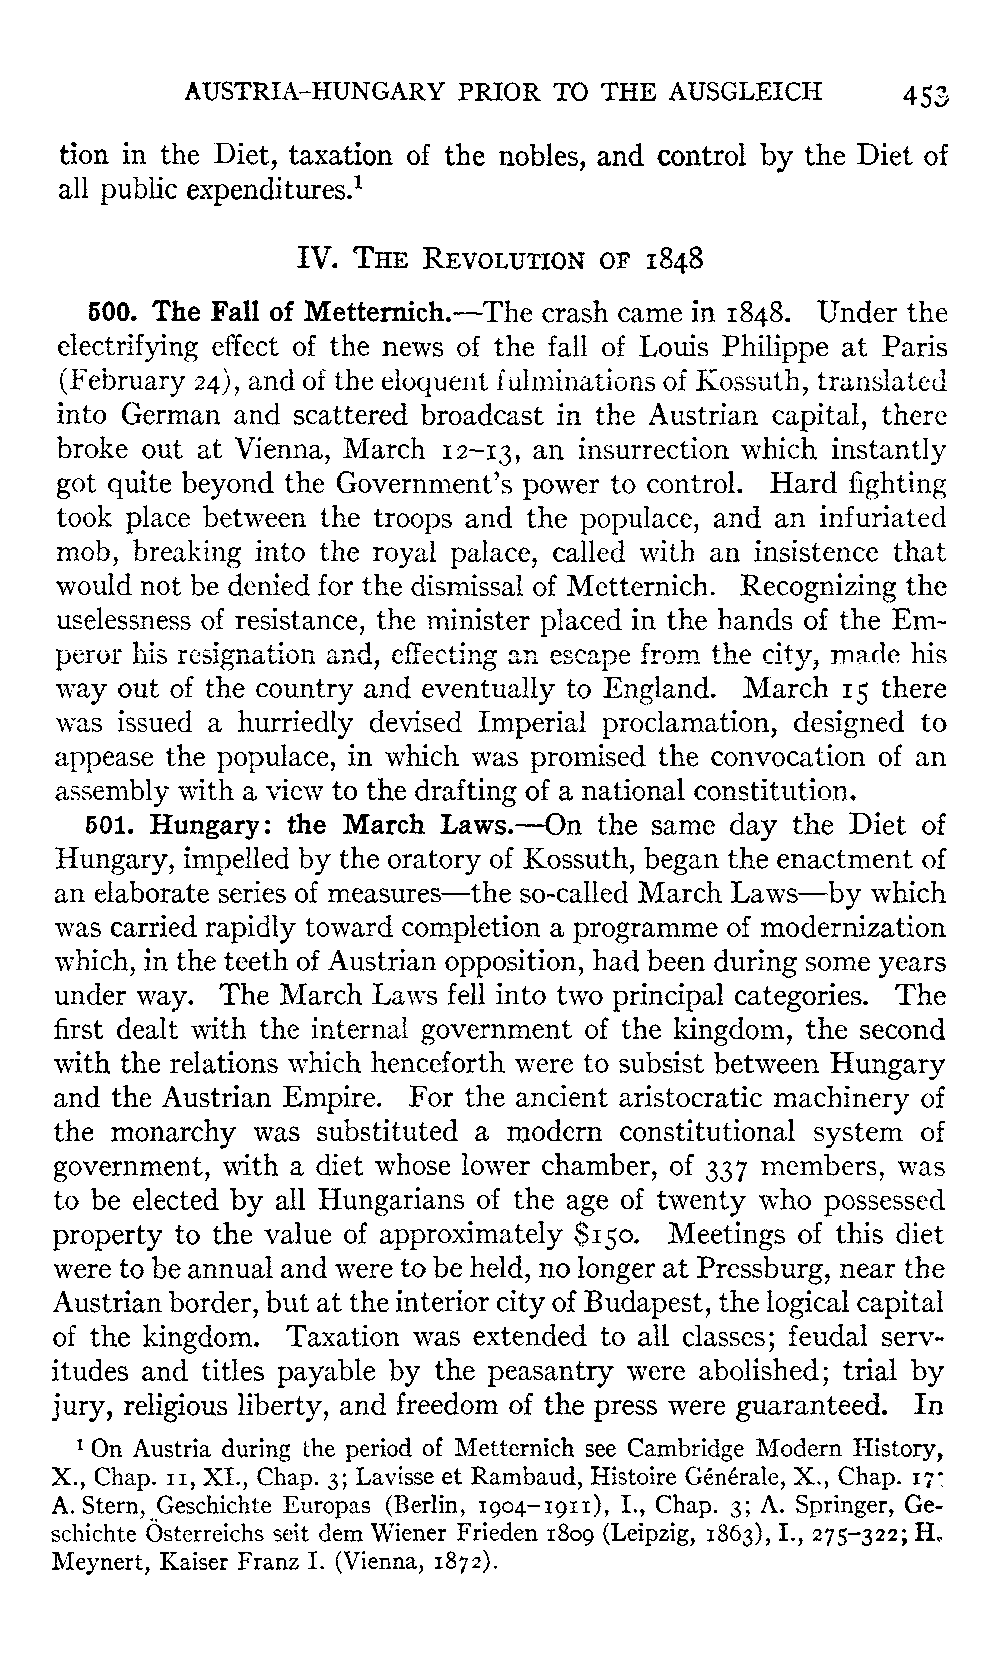 AUSTRIA-HUNGARY PRIOR TO THE AUSGLEICH 453
tion in the Diet, taxation of the nobles, and control by the Diet of
all public expenditures.¹
IV. THE REVOLUTION OF 1848
500. The Fall of Metternich.—The crash came in 1848. Under the
electrifying effect of the news of the fall of Louis Philippe at Paris
(February 24), and of the eloquent fulminations of Kossuth, translated
into German and scattered broadcast in the Austrian capital, there
broke out at Vienna, March 12–13, an insurrection which instantly
got quite beyond the Government's power to control. Hard fighting
took place between the troops and the populace, and an infuriated
mob, breaking into the royal palace, called with an insistence that
would not be denied for the dismissal of Metternich. Recognizing the
uselessness of resistance, the minister placed in the hands of the Em-
peror his resignation and, effecting an escape from the city, made his
way out of the country and eventually to England. March 15 there
was issued a hurriedly devised Imperial proclamation, designed to
appease the populace, in which was promised the convocation of an
assembly with a view to the drafting of a national constitution.
501. Hungary: the March Laws.—On the same day the Diet of
Hungary, impelled by the oratory of Kossuth, began the enactment of
an elaborate series of measures—the so-called March Laws—by which
was carried rapidly toward completion a programme of modernization
which, in the teeth of Austrian opposition, had been during some years
under way. The March Laws fell into two principal categories. The
first dealt with the internal government of the kingdom, the second
with the relations which henceforth were to subsist between Hungary
and the Austrian Empire. For the ancient aristocratic machinery of
the monarchy was substituted a modern constitutional system of
government, with a diet whose lower chamber, of 337 members, was
to be elected by all Hungarians of the age of twenty who possessed
property to the value of approximately $150. Meetings of this diet
were to be annual and were to be held, no longer at Pressburg, near the
Austrian border, but at the interior city of Budapest, the logical capital
of the kingdom. Taxation was extended to all classes; feudal serv-
itudes and titles payable by the peasantry were abolished; trial by
jury, religious liberty, and freedom of the press were guaranteed. In
¹ On Austria during the period of Metternich see Cambridge Modern History,
X., Chap. 11, XI., Chap. 3; Lavisse et Rambaud, Histoire Générale, X., Chap. 17;
A. Stern, Geschichte Europas (Berlin, 1904–1911), I., Chap. 3; A. Springer, Ge-
schichte Österreichs seit dem Wiener Frieden 1809 (Leipzig, 1863), I., 275–322; H.
Meynert, Kaiser Franz I. (Vienna, 1872).